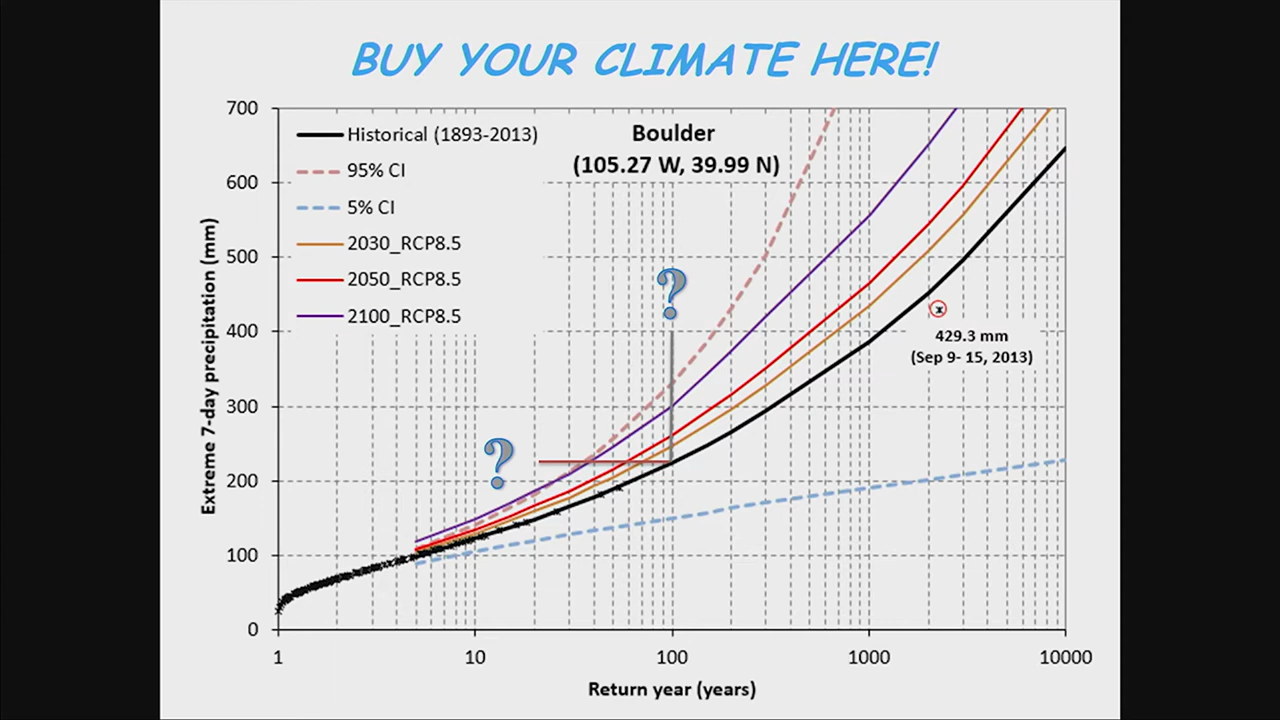 BUY YOUR CLIMATE HERE!
700
600
500
400
300
200
100
0
Extreme 7-day precipitation (mm)
Historical (1893-2013)
95% CI
5% CI
2030_RCP8.5
2050_RCP8.5
2100_RCP8.5
Boulder
(105.27 W, 39.99 N)
?
?
429.3 mm
(Sep 9- 15, 2013)
1
10
100
1000
10000
Return year (years)